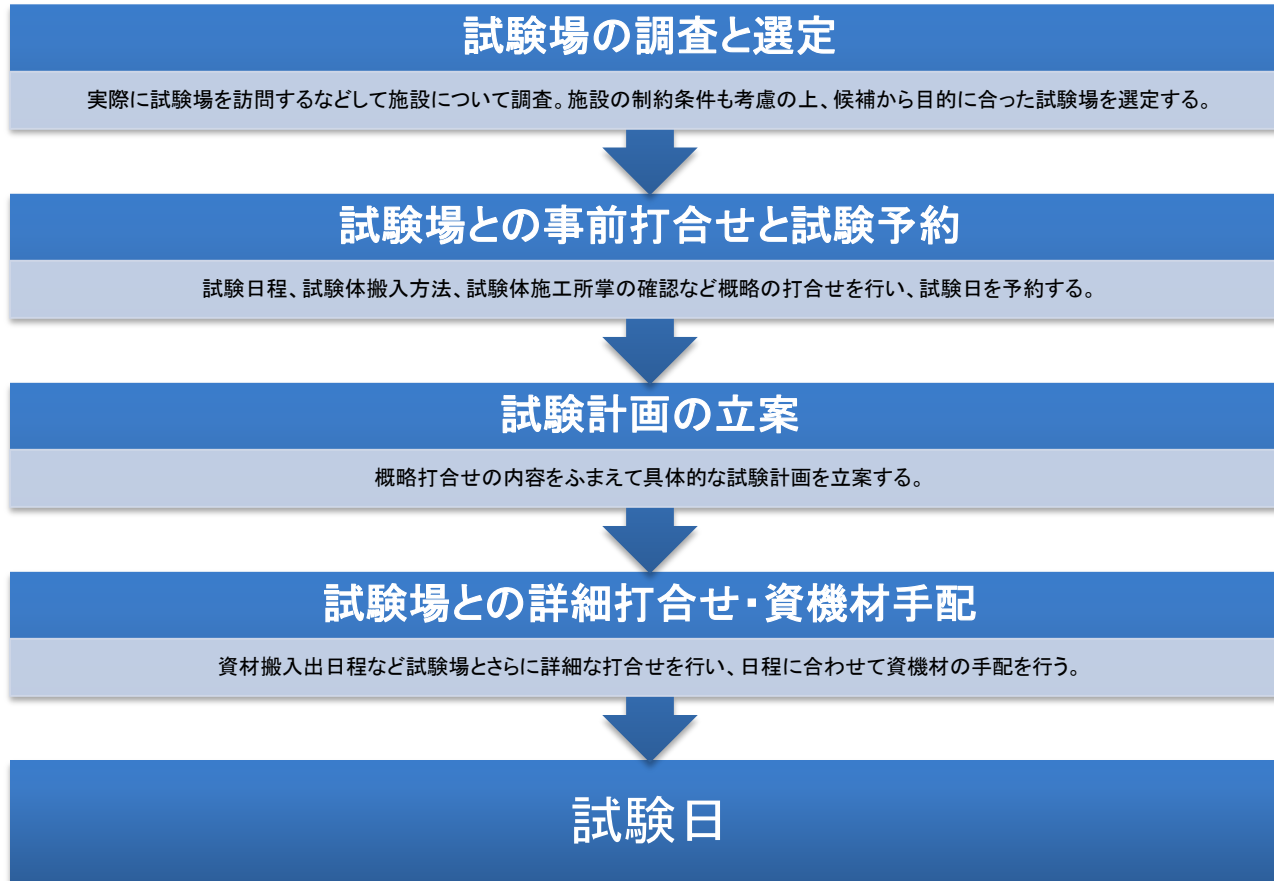 試験場の調査と選定
実際に試験場を訪問するなどして施設について調査。施設の制約条件も考慮の上、候補から目的に合った試験場を選定する。
試験場との事前打合せと試験予約
試験日程、試験体搬入方法、試験体施工所掌の確認など概略の打合せを行い、試験日を予約する。
試験計画の立案
概略打合せの内容をふまえて具体的な試験計画を立案する。
試験場との詳細打合せ・資機材手配
資材搬入出日程など試験場とさらに詳細な打合せを行い、日程に合わせて資機材の手配を行う。
試験日